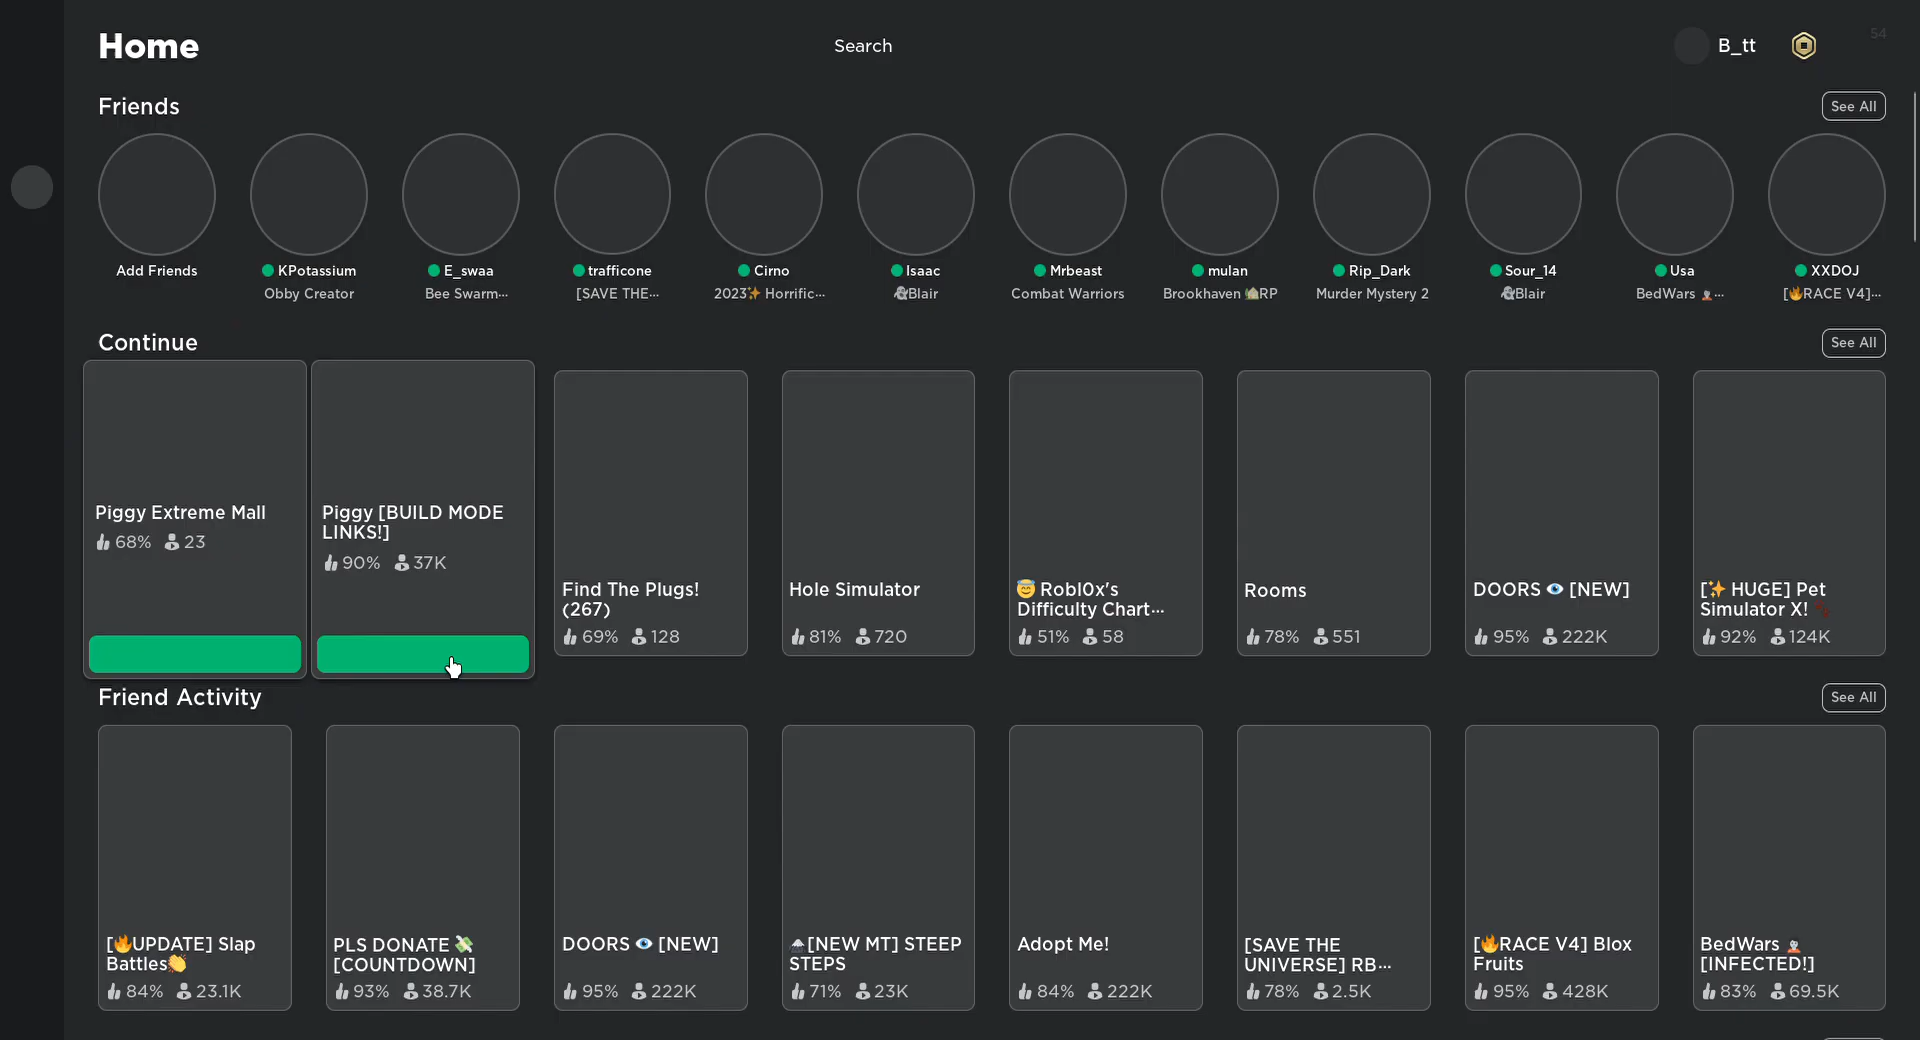 Home
Search
B_tt
54
Friends
See All
Add Friends
KPotassium
E_swaa
trafficone
Cirno
Isaac
Mrbeast
mulan
Rip_Dark
Sour_14
Usa
XXDOJ
Obby Creator
Bee Swarm...
[SAVE THE...
2023✨ Horrific...
👻Blair
Combat Warriors
Brookhaven 🏡RP
Murder Mystery 2
👻Blair
BedWars ...
[🔥RACE V4]...
Continue
See All
Piggy Extreme Mall
68% 23
Piggy [BUILD MODE
LINKS!]
90% 37K
Find The Plugs!
(267)
69% 128
Hole Simulator
81% 720
😇 Robl0x's
Difficulty Chart...
51% 58
Rooms
78% 551
DOORS 👁️ [NEW]
95% 222K
[✨ HUGE] Pet
Simulator X!
92% 124K
Friend Activity
See All
[🔥UPDATE] Slap
Battles👏
84% 23.1K
PLS DONATE 💸
[COUNTDOWN]
93% 38.7K
DOORS 👁️ [NEW]
95% 222K
🏔️[NEW MT] STEEP
STEPS
71% 23K
Adopt Me!
84% 222K
[SAVE THE
UNIVERSE] RB...
78% 2.5K
[🔥RACE V4] Blox
Fruits
95% 428K
BedWars
[INFECTED!]
83% 69.5K